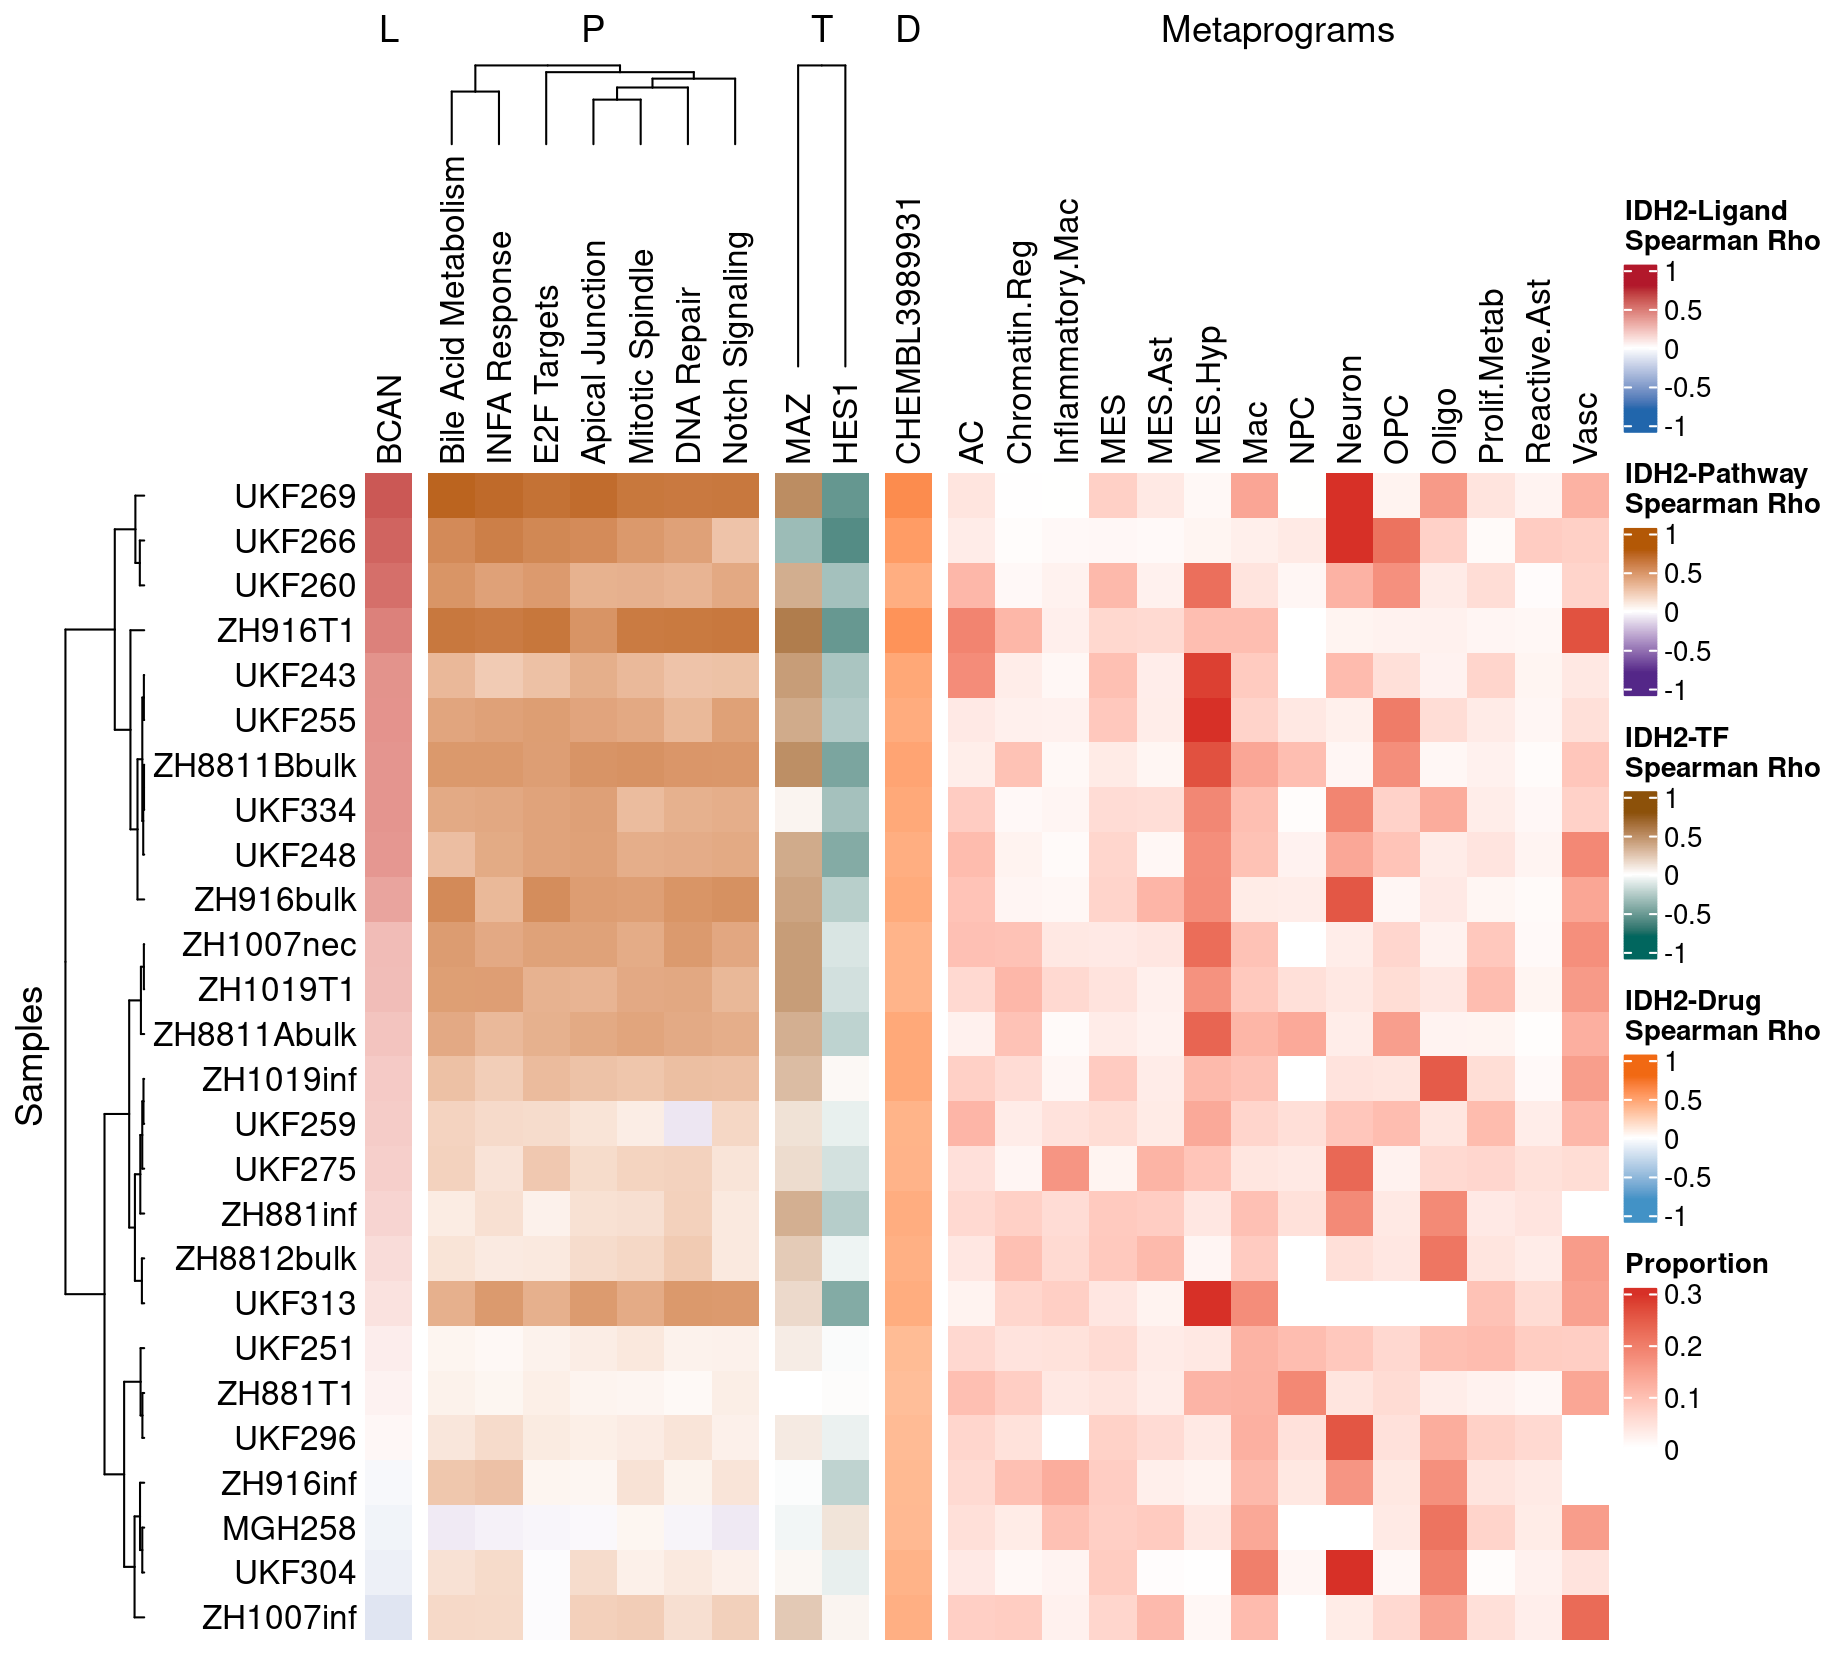 L P T D Metaprograms
BCAN
Bile Acid Metabolism
INFA Response
E2F Targets
Apical Junction
Mitotic Spindle
DNA Repair
Notch Signaling
MAZ
HES1
CHEMBL3989931
AC
Chromatin.Reg
Inflammatory.Mac
MES
MES.Ast
MES.Hyp
Mac
NPC
Neuron
OPC
Oligo
Prolif.Metab
Reactive.Ast
Vasc
Samples
UKF269
UKF266
UKF260
ZH916T1
UKF243
UKF255
ZH8811Bbulk
UKF334
UKF248
ZH916bulk
ZH1007nec
ZH1019T1
ZH8811Abulk
ZH1019inf
UKF259
UKF275
ZH881inf
ZH8812bulk
UKF313
UKF251
ZH881T1
UKF296
ZH916inf
MGH258
UKF304
ZH1007inf
IDH2-Ligand
Spearman Rho
1
0.5
0
-0.5
-1
IDH2-Pathway
Spearman Rho
1
0.5
0
-0.5
-1
IDH2-TF
Spearman Rho
1
0.5
0
-0.5
-1
IDH2-Drug
Spearman Rho
1
0.5
0
-0.5
-1
Proportion
0.3
0.2
0.1
0